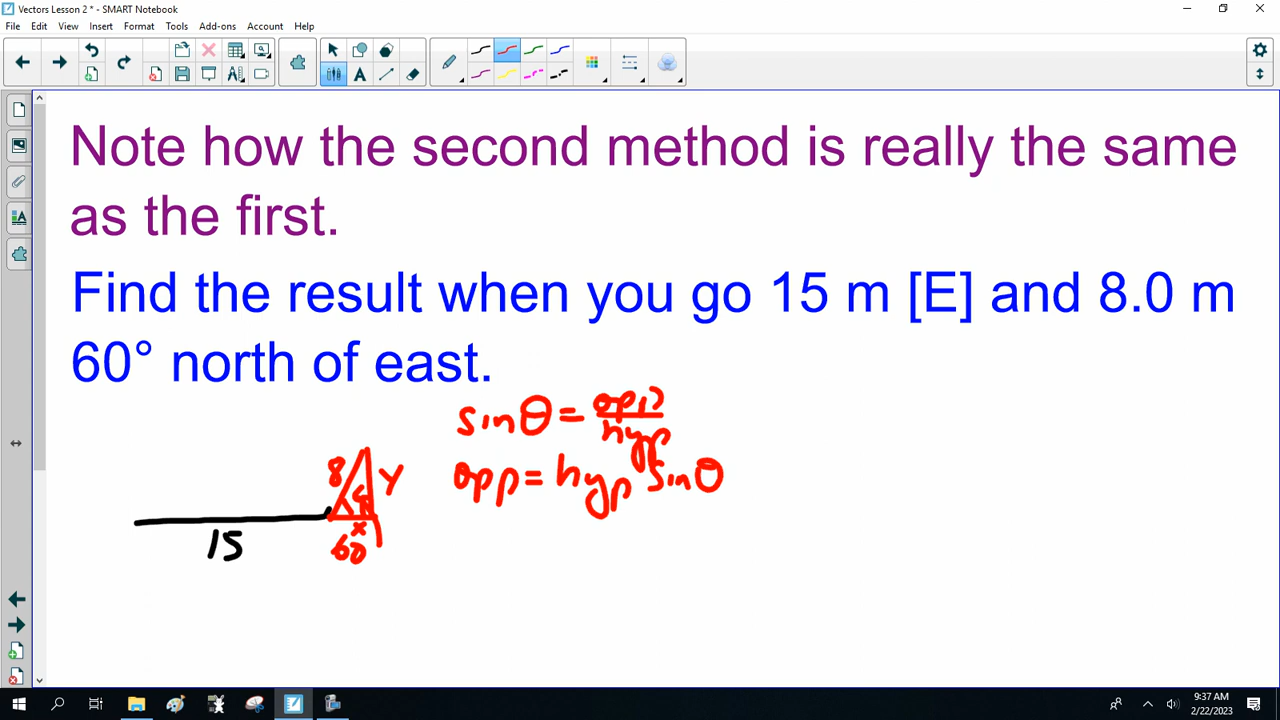 Vectors Lesson 2 * - SMART Notebook
File Edit View Insert Format Tools Add-ons Account Help
Note how the second method is really the same
as the first.
Find the result when you go 15 m [E] and 8.0 m
60° north of east.
sinθ = opp
hyp
opp = hyp sinθ
8 y
x
15
60
9:37 AM
2/22/2023